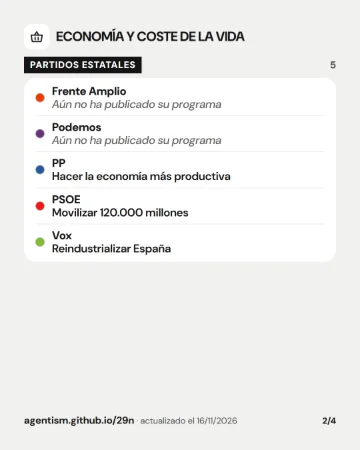 ECONOMÍA Y COSTE DE LA VIDA
PARTIDOS ESTATALES 5
Frente Amplio
Aún no ha publicado su programa
Podemos
Aún no ha publicado su programa
PP
Hacer la economía más productiva
PSOE
Movilizar 120.000 millones
Vox
Reindustrializar España
agentism.github.io/29n · actualizado el 16/11/2026 2/4